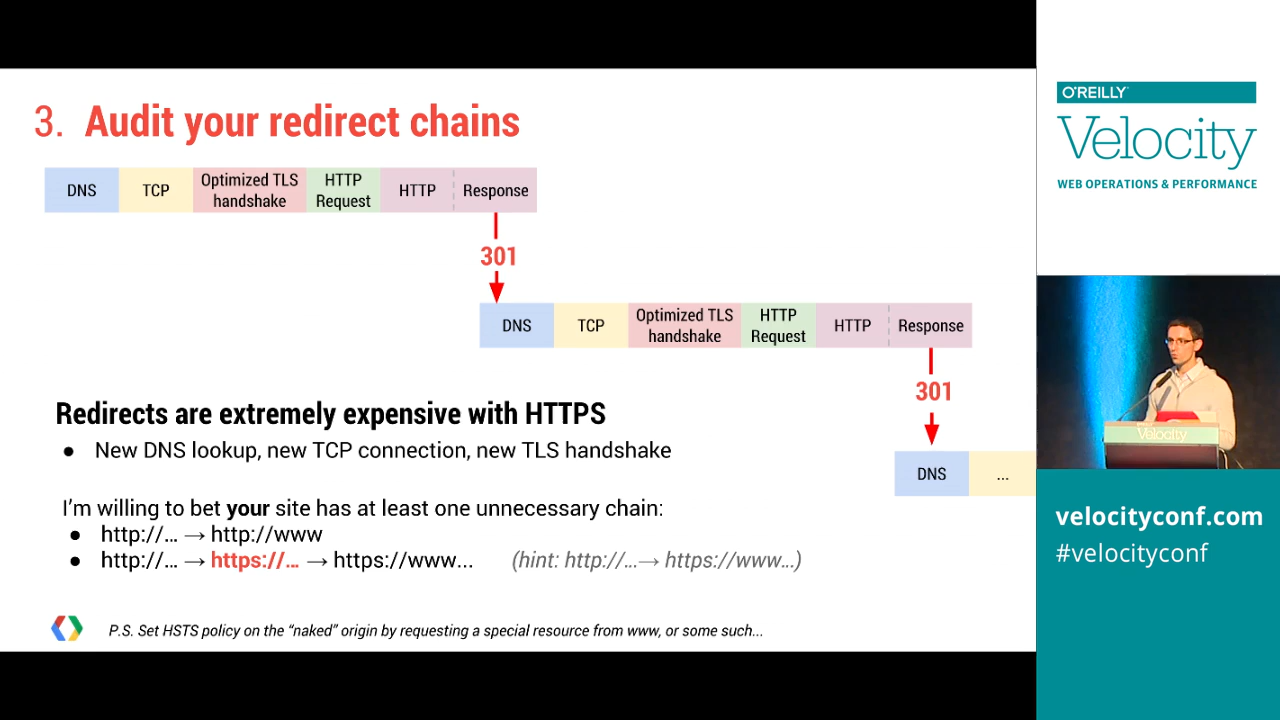 3. Audit your redirect chains
DNS TCP Optimized TLS handshake HTTP Request HTTP Response
301
DNS TCP Optimized TLS handshake HTTP Request HTTP Response
301
DNS ...
Redirects are extremely expensive with HTTPS
● New DNS lookup, new TCP connection, new TLS handshake
I'm willing to bet your site has at least one unnecessary chain:
● http://... → http://www
● http://... → https://... → https://www... (hint: http://...→ https://www...)
P.S. Set HSTS policy on the “naked” origin by requesting a special resource from www, or some such...
O'REILLY
Velocity
WEB OPERATIONS & PERFORMANCE
Velocity
velocityconf.com
#velocityconf